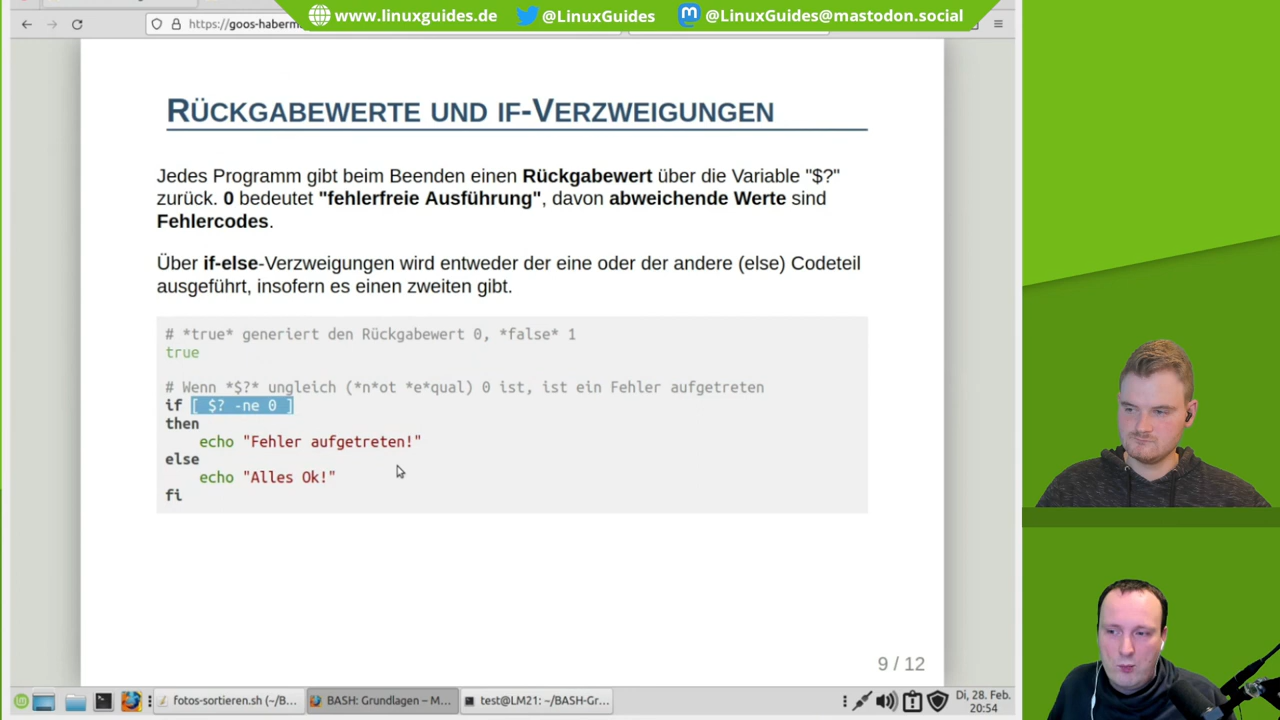 www.linuxguides.de @LinuxGuides @LinuxGuides@mastodon.social
https://goos-haberm
RÜCKGABEWERTE UND IF-VERZWEIGUNGEN
Jedes Programm gibt beim Beenden einen Rückgabewert über die Variable "$?"
zurück. 0 bedeutet "fehlerfreie Ausführung", davon abweichende Werte sind
Fehlercodes.
Über if-else-Verzweigungen wird entweder der eine oder der andere (else) Codeteil
ausgeführt, insofern es einen zweiten gibt.
# *true* generiert den Rückgabewert 0, *false* 1
true
# Wenn *$?* ungleich (*n*ot *e*qual) 0 ist, ist ein Fehler aufgetreten
if [ $? -ne 0 ]
then
echo "Fehler aufgetreten!"
else
echo "Alles Ok!"
fi
9 / 12
fotos-sortieren.sh (~/B... BASH: Grundlagen – M... test@LM21: ~/BASH-Gr... Di, 28. Feb.
20:54